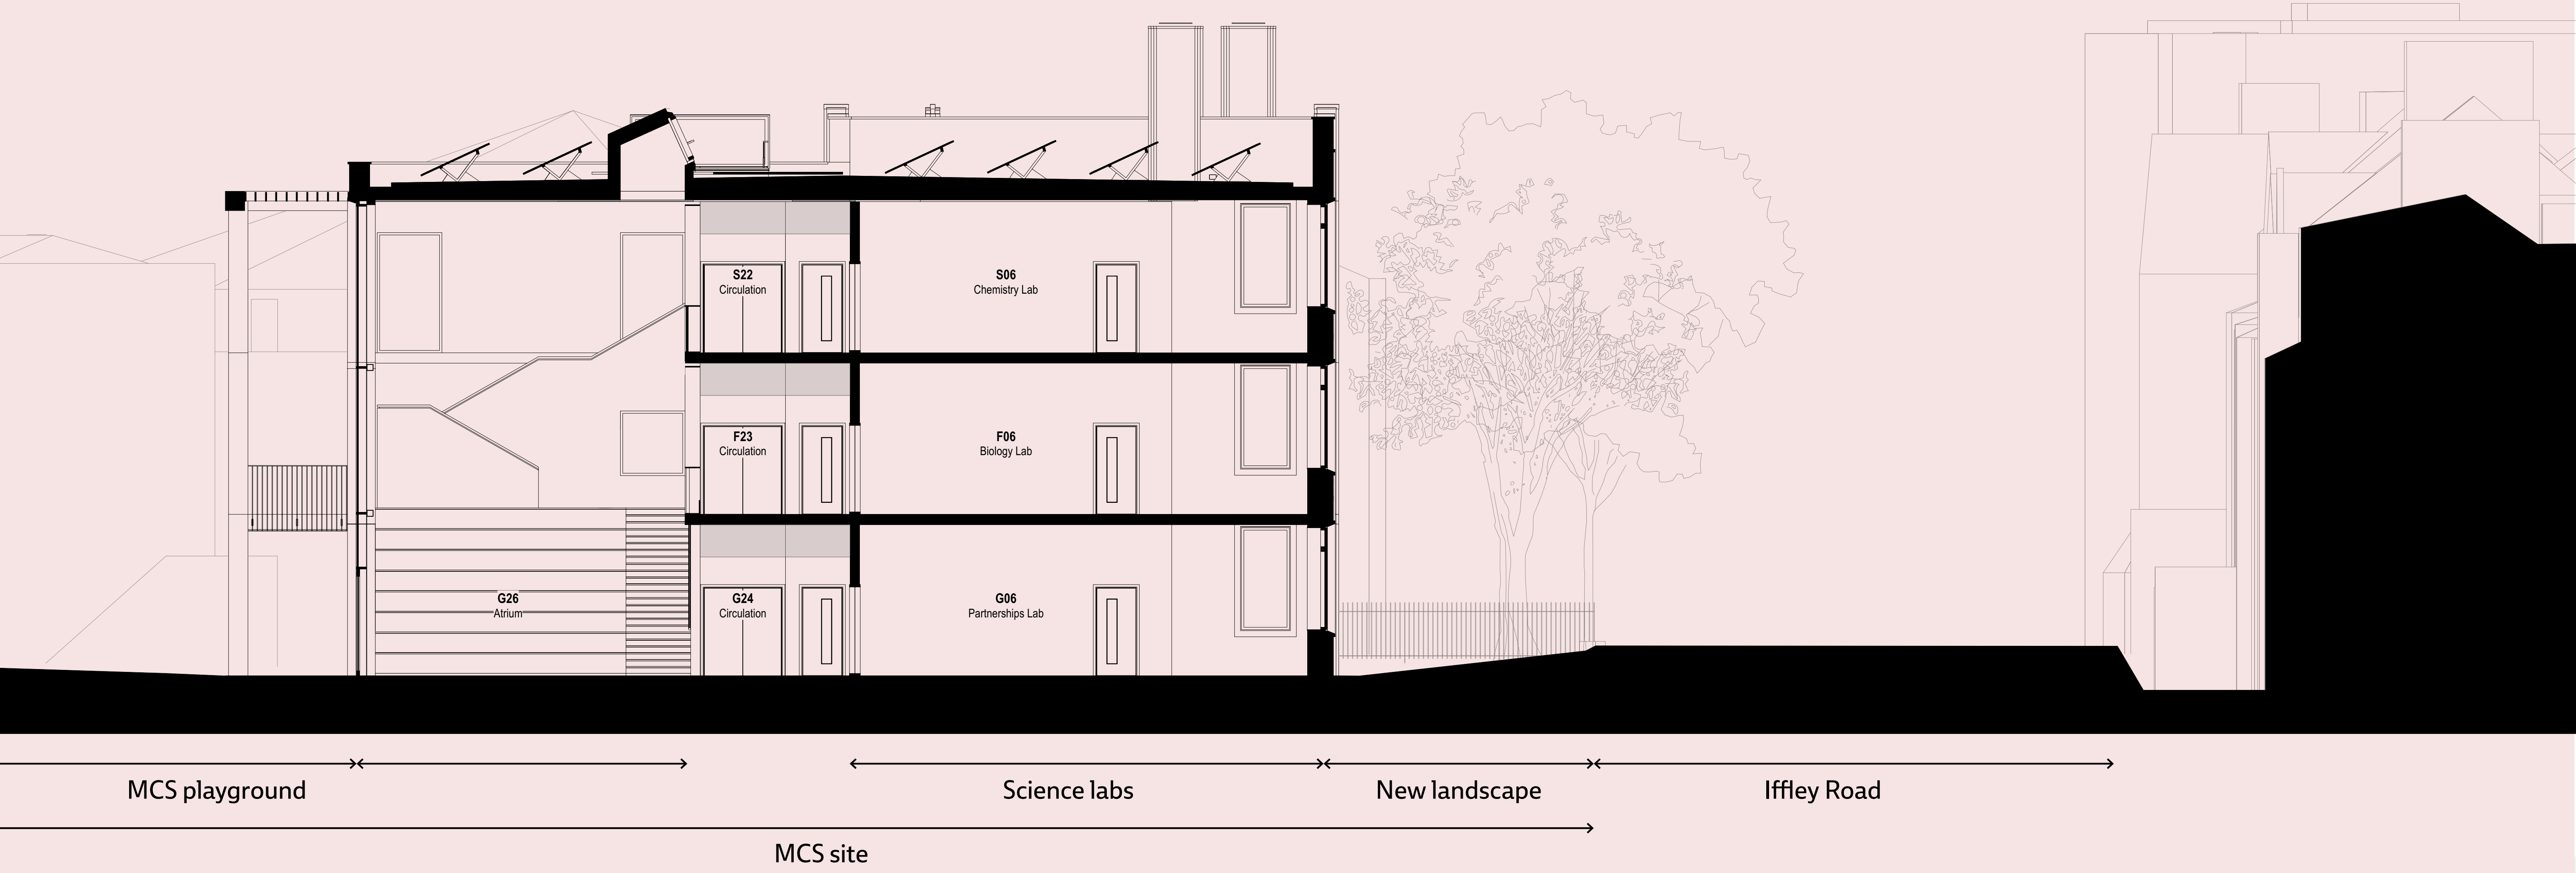 S22
Circulation
S06
Chemistry Lab
F23
Circulation
F06
Biology Lab
G26
Atrium
G24
Circulation
G06
Partnerships Lab
MCS playground
Science labs
New landscape
Iffley Road
MCS site